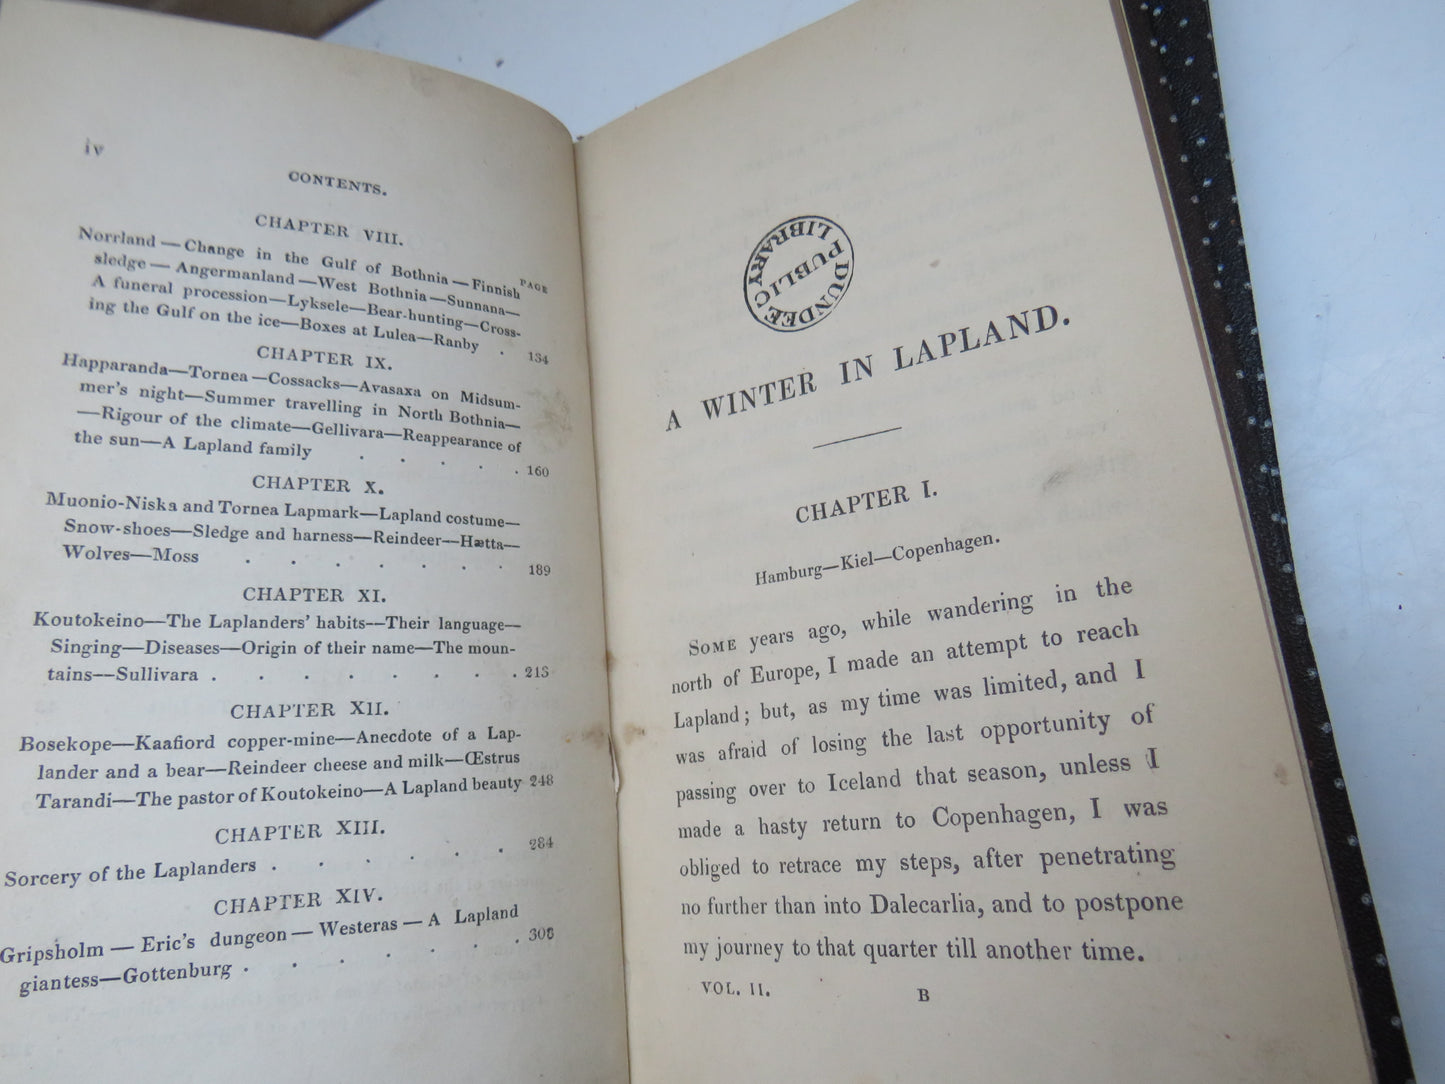 iv
CONTENTS.
CHAPTER VIII.
PAGE
Norrland — Change in the Gulf of Bothnia — Finnish
sledge — Angermanland — West Bothnia — Sunnana—
A funeral procession—Lyksele—Bear-hunting—Cross-
ing the Gulf on the ice—Boxes at Lulea—Ranby . 134
CHAPTER IX.
Happaranda—Tornea—Cossacks—Avasaxa on Midsum-
mer's night—Summer travelling in North Bothnia—
—Rigour of the climate—Gellivara—Reappearance of
the sun—A Lapland family . . . . . 160
CHAPTER X.
Muonio-Niska and Tornea Lapmark—Lapland costume—
Snow-shoes—Sledge and harness—Reindeer—Hætta—
Wolves—Moss . . . . . . . 189
CHAPTER XI.
Koutokeino—The Laplanders' habits—Their language—
Singing—Diseases—Origin of their name—The moun-
tains—Sullivara . . . . . . . . 213
CHAPTER XII.
Bosekope—Kaafiord copper-mine—Anecdote of a Lap-
lander and a bear—Reindeer cheese and milk—Œstrus
Tarandi—The pastor of Koutokeino—A Lapland beauty 248
CHAPTER XIII.
Sorcery of the Laplanders . . . . . . 284
CHAPTER XIV.
Gripsholm — Eric's dungeon — Westeras — A Lapland
giantess—Gottenburg . . . . . . . 308
DUNDEE
PUBLIC
LIBRARY
A WINTER IN LAPLAND.
CHAPTER I.
Hamburg—Kiel—Copenhagen.
SOME years ago, while wandering in the
north of Europe, I made an attempt to reach
Lapland; but, as my time was limited, and I
was afraid of losing the last opportunity of
passing over to Iceland that season, unless I
made a hasty return to Copenhagen, I was
obliged to retrace my steps, after penetrating
no further than into Dalecarlia, and to postpone
my journey to that quarter till another time.
VOL. II. B